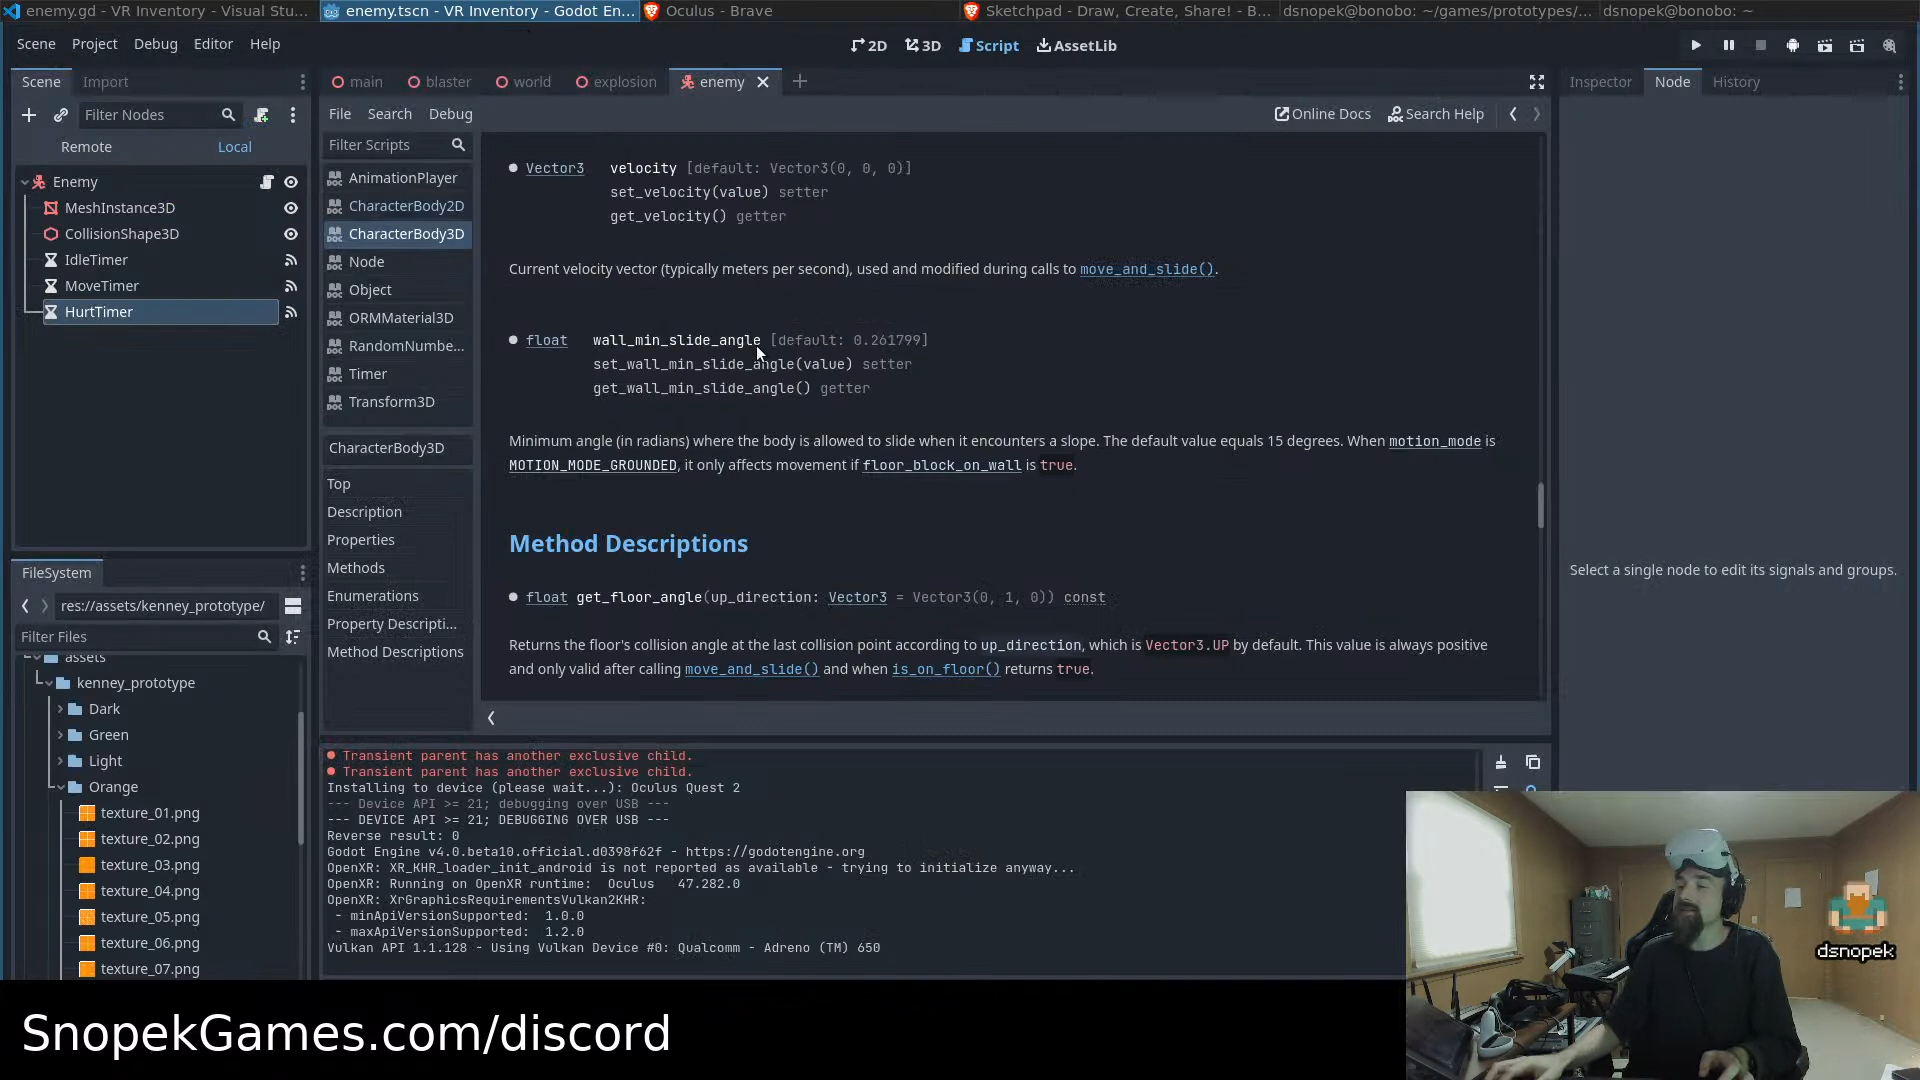 enemy.gd - VR Inventory - Visual Stu...
enemy.tscn - VR Inventory - Godot En...
Oculus - Brave
Sketchpad - Draw, Create, Share! - B...
dsnopek@bonobo: ~/games/prototypes/...
dsnopek@bonobo: ~
Scene Project Debug Editor Help
2D 3D Script AssetLib
Scene Import
main blaster world explosion enemy
Inspector Node History
Filter Nodes
File Search Debug
Online Docs Search Help
Remote Local
Filter Scripts
Enemy
MeshInstance3D
CollisionShape3D
IdleTimer
MoveTimer
HurtTimer
AnimationPlayer
CharacterBody2D
CharacterBody3D
Node
Object
ORMMaterial3D
RandomNumbe...
Timer
Transform3D
CharacterBody3D
Top
Description
Properties
Methods
Enumerations
Property Descripti...
Method Descriptions
Vector3 velocity [default: Vector3(0, 0, 0)]
set_velocity(value) setter
get_velocity() getter
Current velocity vector (typically meters per second), used and modified during calls to move_and_slide().
float wall_min_slide_angle [default: 0.261799]
set_wall_min_slide_angle(value) setter
get_wall_min_slide_angle() getter
Minimum angle (in radians) where the body is allowed to slide when it encounters a slope. The default value equals 15 degrees. When motion_mode is
MOTION_MODE_GROUNDED, it only affects movement if floor_block_on_wall is true.
Method Descriptions
float get_floor_angle(up_direction: Vector3 = Vector3(0, 1, 0)) const
Returns the floor's collision angle at the last collision point according to up_direction, which is Vector3.UP by default. This value is always positive
and only valid after calling move_and_slide() and when is_on_floor() returns true.
Select a single node to edit its signals and groups.
FileSystem
res://assets/kenney_prototype/
Filter Files
assets
kenney_prototype
Dark
Green
Light
Orange
texture_01.png
texture_02.png
texture_03.png
texture_04.png
texture_05.png
texture_06.png
texture_07.png
Transient parent has another exclusive child.
Transient parent has another exclusive child.
Installing to device (please wait...): Oculus Quest 2
--- Device API >= 21; debugging over USB ---
--- DEVICE API >= 21; DEBUGGING OVER USB ---
Reverse result: 0
Godot Engine v4.0.beta10.official.d0398f62f - https://godotengine.org
OpenXR: XR_KHR_loader_init_android is not reported as available - trying to initialize anyway...
OpenXR: Running on OpenXR runtime: Oculus 47.282.0
OpenXR: XrGraphicsRequirementsVulkan2KHR:
- minApiVersionSupported: 1.0.0
- maxApiVersionSupported: 1.2.0
Vulkan API 1.1.128 - Using Vulkan Device #0: Qualcomm - Adreno (TM) 650
dsnopek
SnopekGames.com/discord